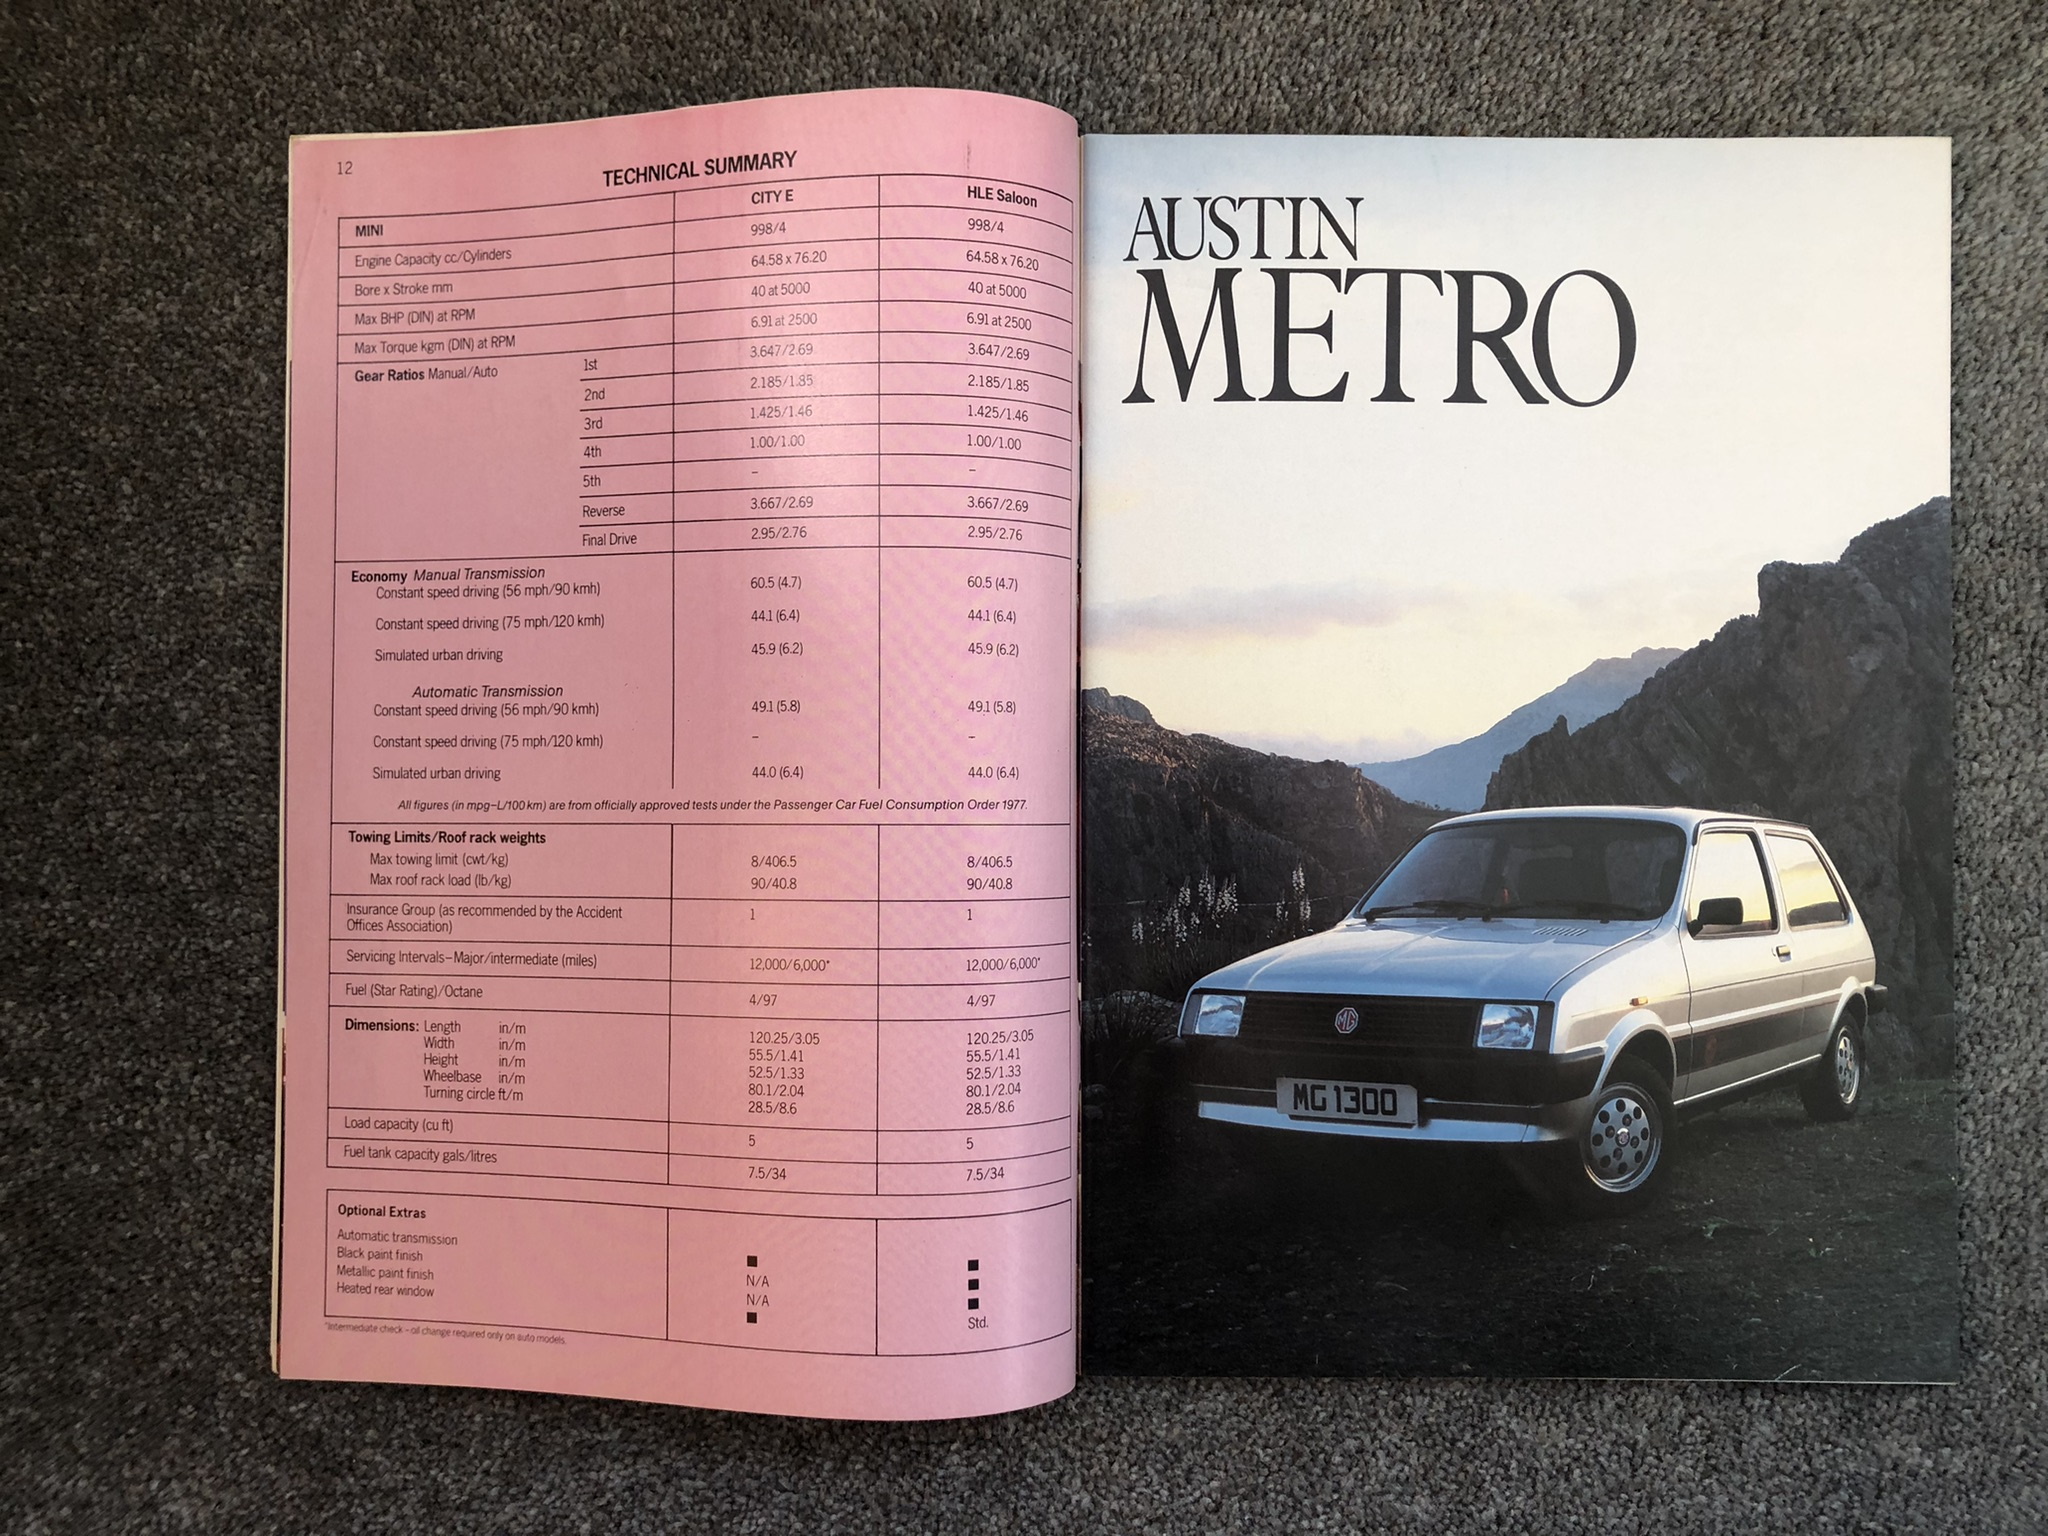 12
TECHNICAL SUMMARY
MINI CITY E HLE Saloon
Engine Capacity cc/Cylinders 998/4 998/4
Bore x Stroke mm 64.58 x 76.20 64.58 x 76.20
Max BHP (DIN) at RPM 40 at 5000 40 at 5000
Max Torque kgm (DIN) at RPM 6.91 at 2500 6.91 at 2500
Gear Ratios Manual/Auto 1st 3.647/2.69 3.647/2.69
2nd 2.185/1.85 2.185/1.85
3rd 1.425/1.46 1.425/1.46
4th 1.00/1.00 1.00/1.00
5th – –
Reverse 3.667/2.69 3.667/2.69
Final Drive 2.95/2.76 2.95/2.76
Economy Manual Transmission
Constant speed driving (56 mph/90 kmh) 60.5 (4.7) 60.5 (4.7)
Constant speed driving (75 mph/120 kmh) 44.1 (6.4) 44.1 (6.4)
Simulated urban driving 45.9 (6.2) 45.9 (6.2)
Automatic Transmission
Constant speed driving (56 mph/90 kmh) 49.1 (5.8) 49.1 (5.8)
Constant speed driving (75 mph/120 kmh) – –
Simulated urban driving 44.0 (6.4) 44.0 (6.4)
All figures (in mpg–L/100 km) are from officially approved tests under the Passenger Car Fuel Consumption Order 1977.
Towing Limits/Roof rack weights
Max towing limit (cwt/kg) 8/406.5 8/406.5
Max roof rack load (lb/kg) 90/40.8 90/40.8
Insurance Group (as recommended by the Accident 1 1
Offices Association)
Servicing Intervals–Major/intermediate (miles) 12,000/6,000* 12,000/6,000*
Fuel (Star Rating)/Octane 4/97 4/97
Dimensions: Length in/m 120.25/3.05 120.25/3.05
Width in/m 55.5/1.41 55.5/1.41
Height in/m 52.5/1.33 52.5/1.33
Wheelbase in/m 80.1/2.04 80.1/2.04
Turning circle ft/m 28.5/8.6 28.5/8.6
Load capacity (cu ft) 5 5
Fuel tank capacity gals/litres 7.5/34 7.5/34
Optional Extras
Automatic transmission ■ ■
Black paint finish N/A ■
Metallic paint finish N/A ■
Heated rear window ■ Std.
*Intermediate check – oil change required only on auto models.
AUSTIN
METRO
MG
MG 1300